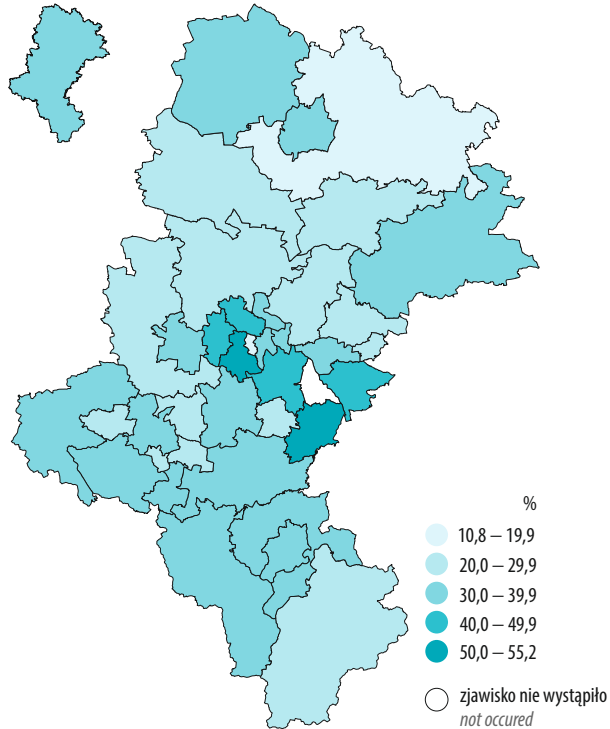 %
10,8 – 19,9
20,0 – 29,9
30,0 – 39,9
40,0 – 49,9
50,0 – 55,2
zjawisko nie wystąpiło
not occured